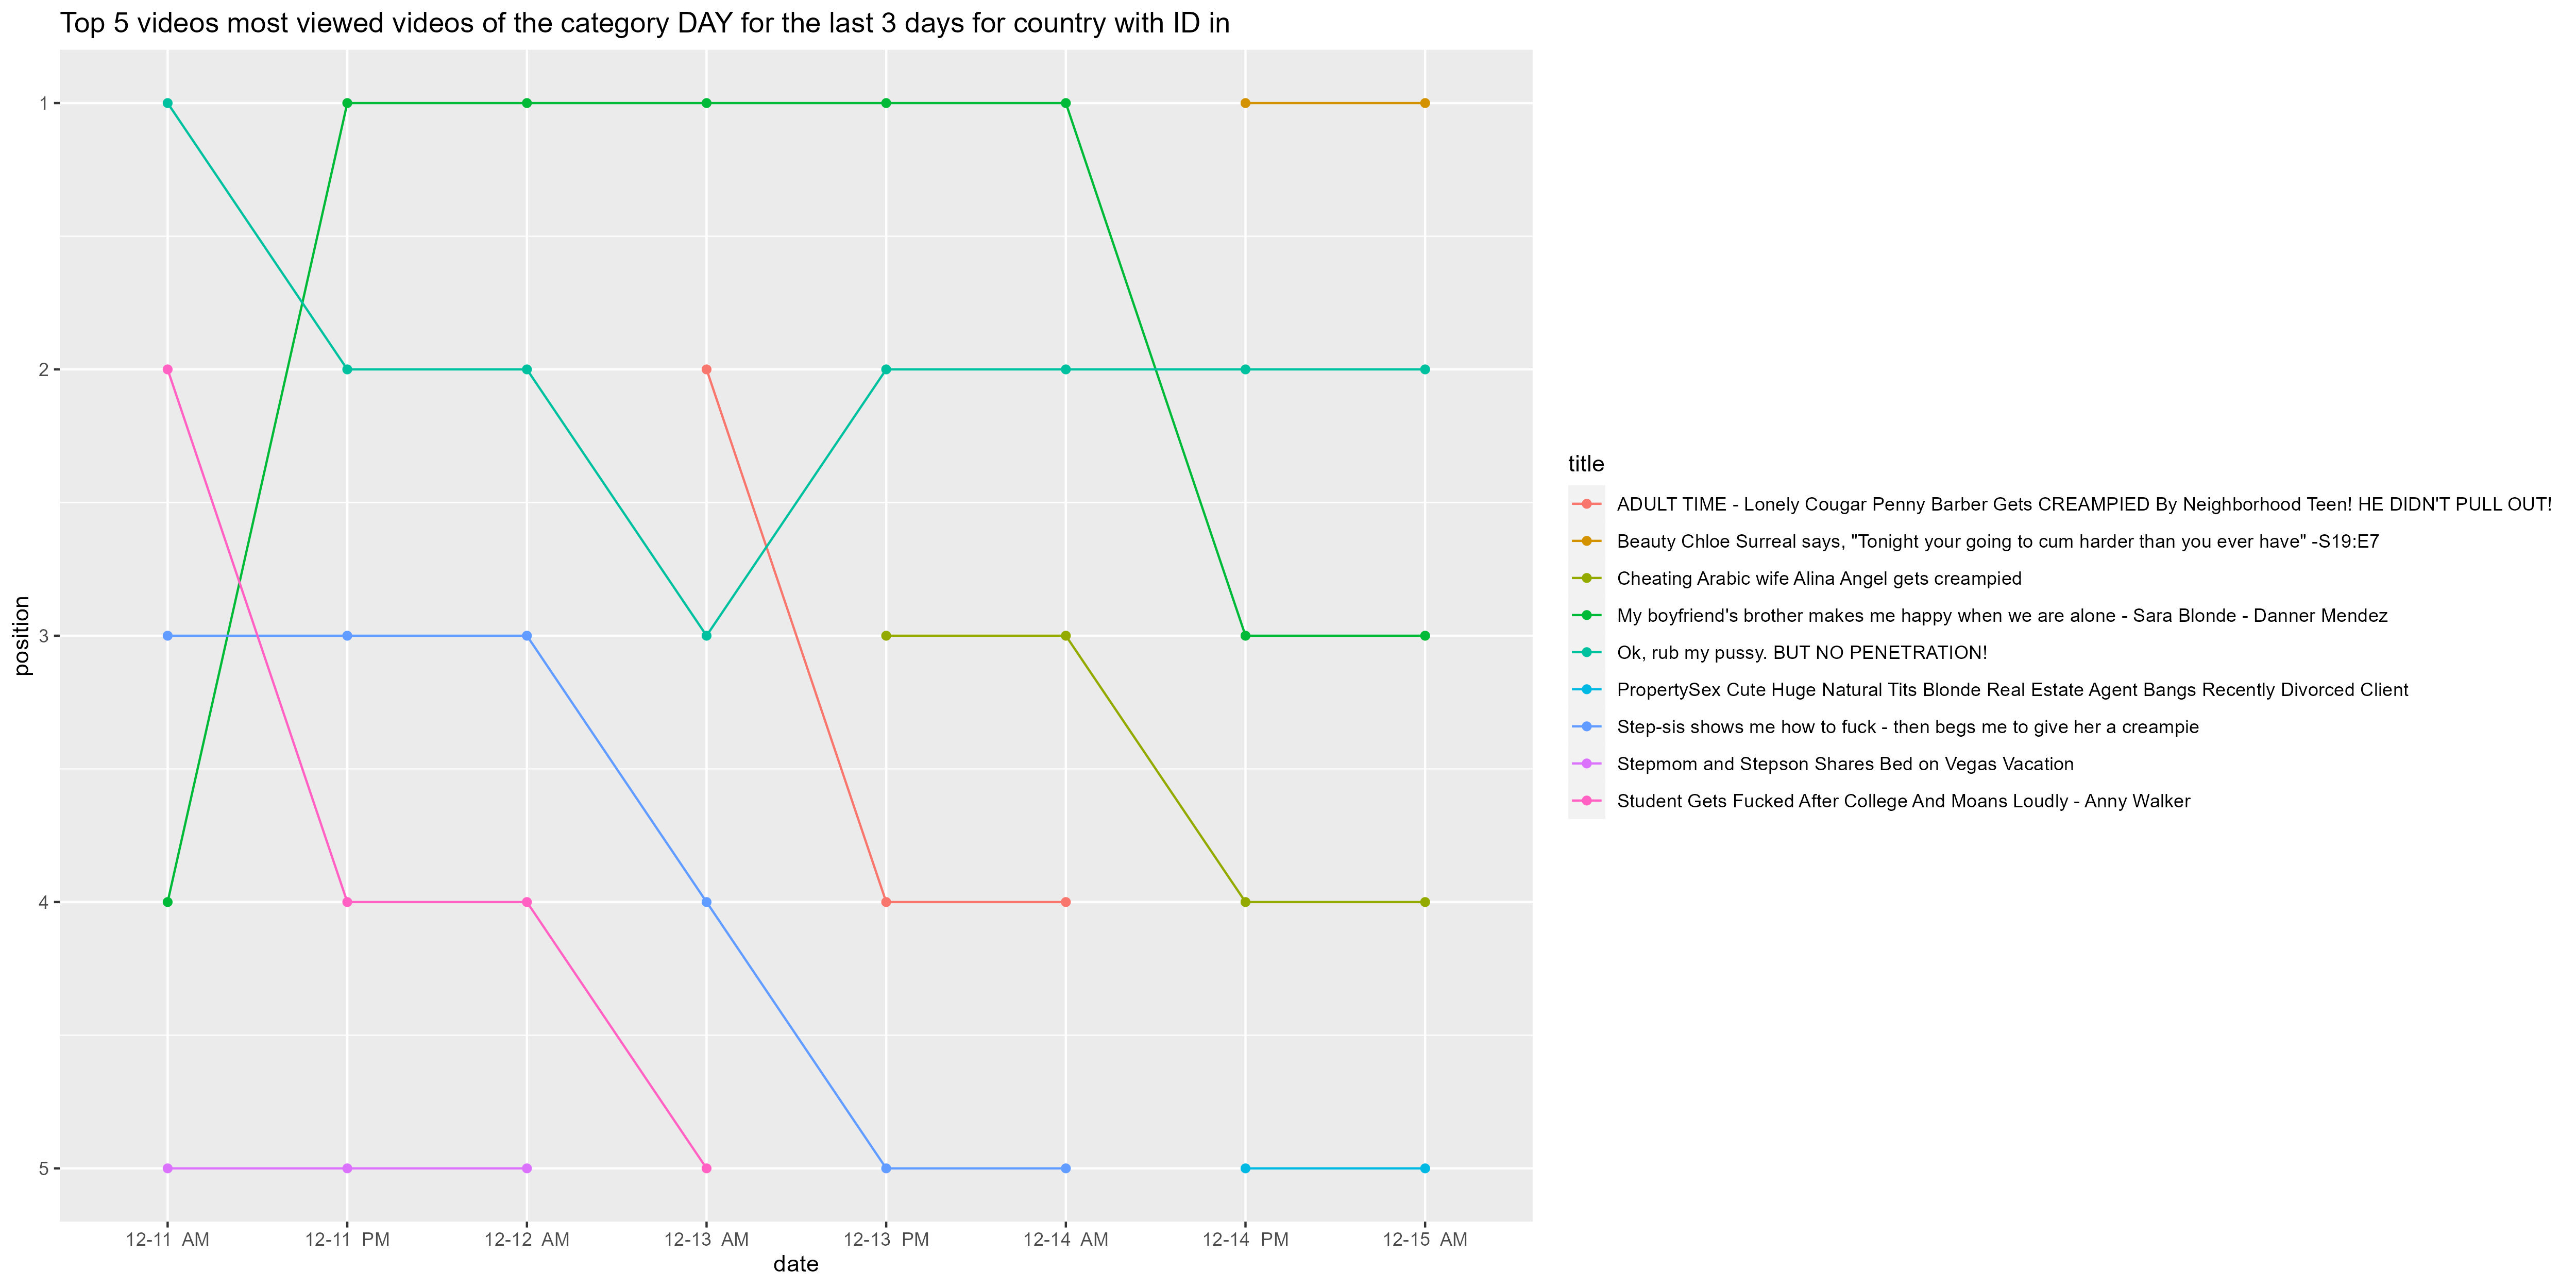 Top 5 videos most viewed videos of the category DAY for the last 3 days for country with ID in
position
1
2
3
4
5
12-11 AM
12-11 PM
12-12 AM
12-13 AM
12-13 PM
12-14 AM
12-14 PM
12-15 AM
date
title
ADULT TIME - Lonely Cougar Penny Barber Gets CREAMPIED By Neighborhood Teen! HE DIDN'T PULL OUT!
Beauty Chloe Surreal says, "Tonight your going to cum harder than you ever have" -S19:E7
Cheating Arabic wife Alina Angel gets creampied
My boyfriend's brother makes me happy when we are alone - Sara Blonde - Danner Mendez
Ok, rub my pussy. BUT NO PENETRATION!
PropertySex Cute Huge Natural Tits Blonde Real Estate Agent Bangs Recently Divorced Client
Step-sis shows me how to fuck - then begs me to give her a creampie
Stepmom and Stepson Shares Bed on Vegas Vacation
Student Gets Fucked After College And Moans Loudly - Anny Walker